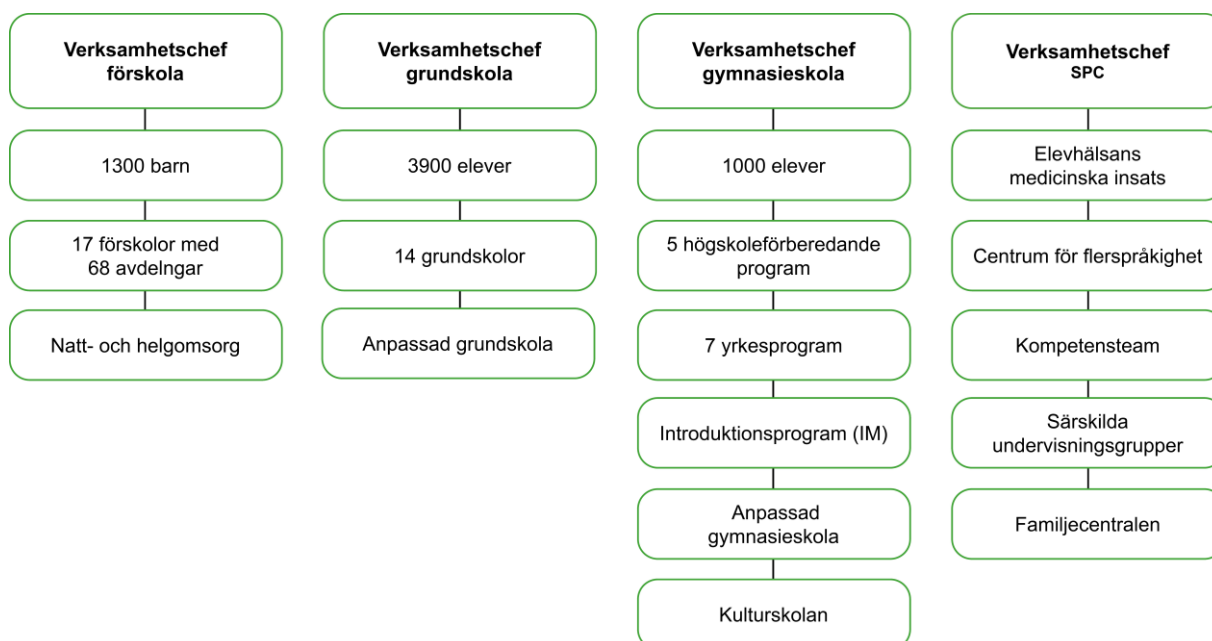 Verksamhetschef
förskola
1300 barn
17 förskolor med
68 avdelngar
Natt- och helgomsorg
Verksamhetschef
grundskola
3900 elever
14 grundskolor
Anpassad grundskola
Verksamhetschef
gymnasieskola
1000 elever
5 högskoleförberedande
program
7 yrkesprogram
Introduktionsprogram (IM)
Anpassad
gymnasieskola
Kulturskolan
Verksamhetschef
SPC
Elevhälsans
medicinska insats
Centrum för flerspråkighet
Kompetensteam
Särskilda
undervisningsgrupper
Familjecentralen